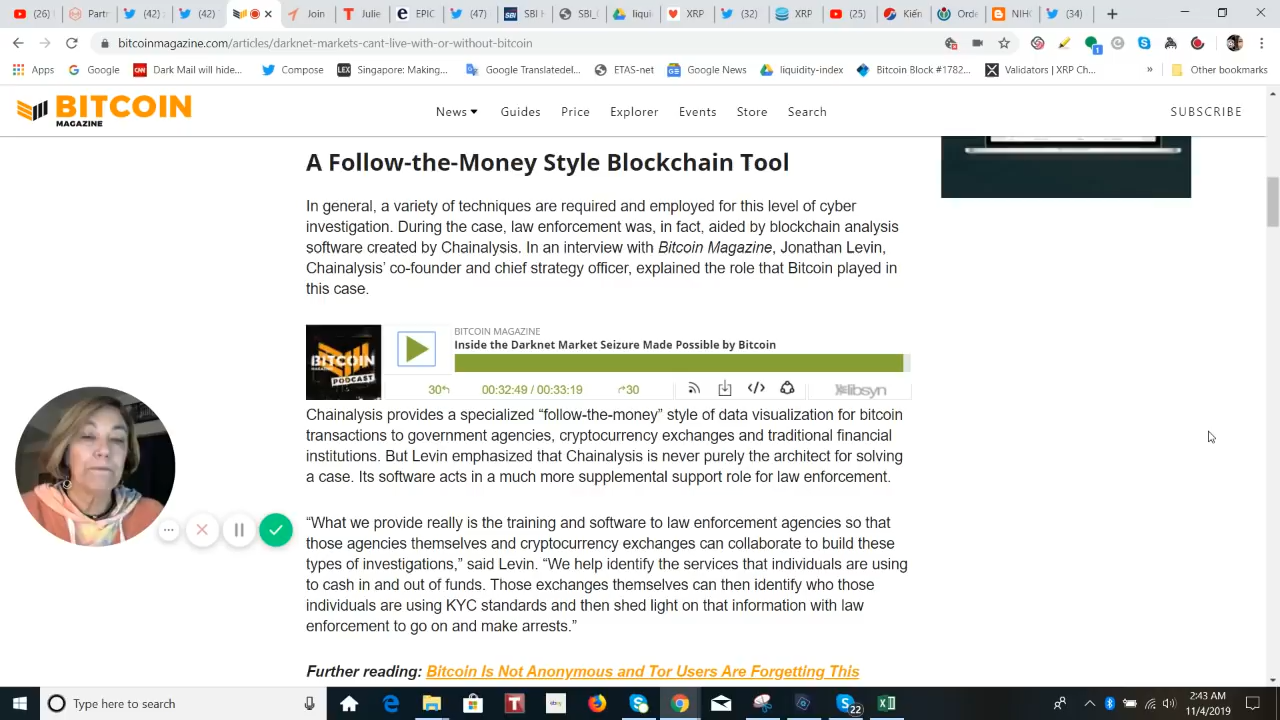 (26)
Partr
(42)
(42)
Join
Juliet
EPIC
(47)
SBI I
SBI_
liquid
XRP
XRP
(25)
Kiến
Orde
NIHO
(34)
bitcoinmagazine.com/articles/darknet-markets-cant-live-with-or-without-bitcoin
Apps
Google
Dark Mail will hide...
Compose
Singapore: Making...
Google Translatedel...
ETAS-net
Google News
liquidity-index
Bitcoin Block #1782...
Validators | XRP Ch...
»
Other bookmarks
BITCOIN
MAGAZINE
News
Guides
Price
Explorer
Events
Store
Search
SUBSCRIBE
A Follow-the-Money Style Blockchain Tool
In general, a variety of techniques are required and employed for this level of cyber
investigation. During the case, law enforcement was, in fact, aided by blockchain analysis
software created by Chainalysis. In an interview with Bitcoin Magazine, Jonathan Levin,
Chainalysis’ co-founder and chief strategy officer, explained the role that Bitcoin played in
this case.
BITCOIN MAGAZINE
Inside the Darknet Market Seizure Made Possible by Bitcoin
BITCOIN
PODCAST
30
00:32:49 / 00:33:19
30
libsyn
Chainalysis provides a specialized “follow-the-money” style of data visualization for bitcoin
transactions to government agencies, cryptocurrency exchanges and traditional financial
institutions. But Levin emphasized that Chainalysis is never purely the architect for solving
a case. Its software acts in a much more supplemental support role for law enforcement.
“What we provide really is the training and software to law enforcement agencies so that
those agencies themselves and cryptocurrency exchanges can collaborate to build these
types of investigations,” said Levin. “We help identify the services that individuals are using
to cash in and out of funds. Those exchanges themselves can then identify who those
individuals are using KYC standards and then shed light on that information with law
enforcement to go on and make arrests.”
Further reading: Bitcoin Is Not Anonymous and Tor Users Are Forgetting This
Type here to search
22
2:43 AM
11/4/2019